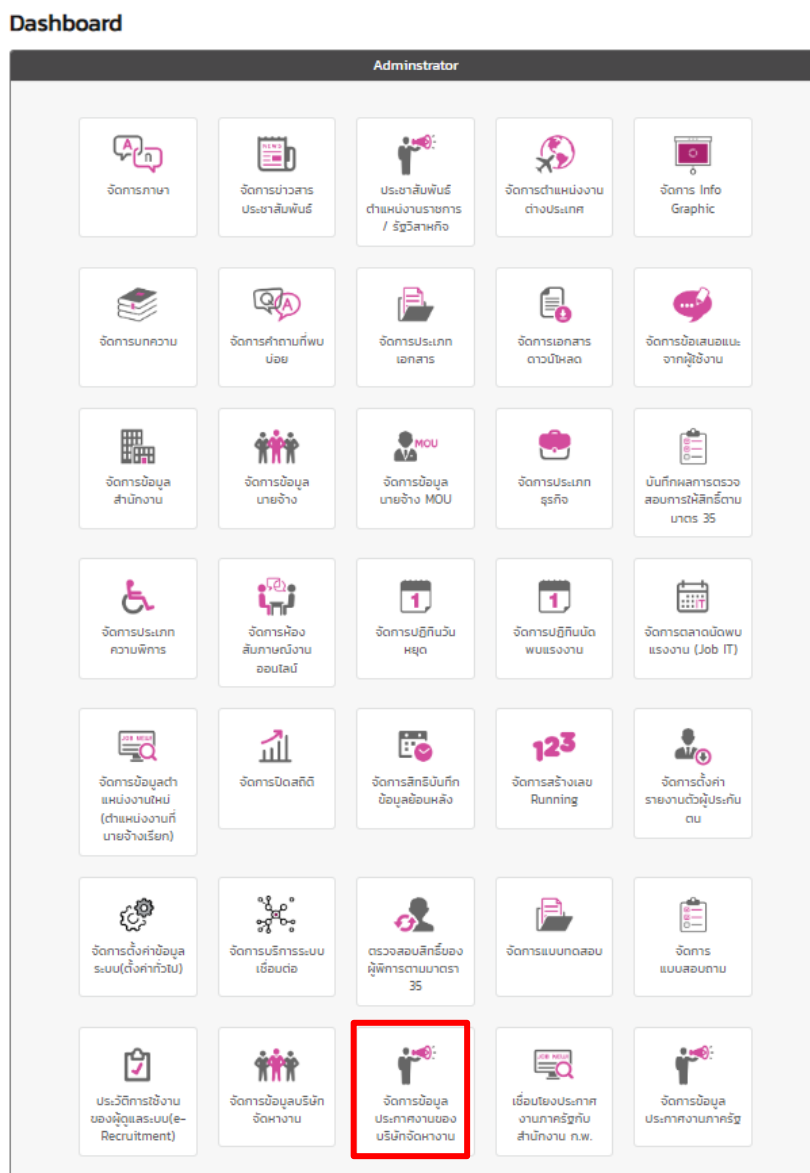 Dashboard
Adminstrator
จัดการภาษา
จัดการข่าวสาร
ประชาสัมพันธ์
ประชาสัมพันธ์
ตำแหน่งงานราชการ
/ รัฐวิสาหกิจ
จัดการตำแหน่งงาน
ต่างประเทศ
จัดการ Info
Graphic
จัดการบทความ
จัดการคำถามที่พบ
บ่อย
จัดการประเภท
เอกสาร
จัดการเอกสาร
ดาวน์โหลด
จัดการข้อเสนอแนะ
จากผู้ใช้งาน
จัดการข้อมูล
สำนักงาน
จัดการข้อมูล
นายจ้าง
MOU
จัดการข้อมูล
นายจ้าง MOU
จัดการประเภท
ธุรกิจ
บันทึกผลการตรวจ
สอบการให้สิทธิ์ตาม
มาตร 35
จัดการประเภท
ความพิการ
จัดการห้อง
สัมภาษณ์งาน
ออนไลน์
1
จัดการปฏิทินวัน
หยุด
1
จัดการปฏิทินนัด
พบแรงงาน
IT
จัดการตลาดนัดพบ
แรงงาน (Job IT)
JOB NOW!
จัดการข้อมูลตำ
แหน่งงานใหม่
(ตำแหน่งงานที่
นายจ้างเรียก)
จัดการปิดสถิติ
จัดการสิทธิบันทึก
ข้อมูลย้อนหลัง
123
จัดการสร้างเลข
Running
จัดการตั้งค่า
รายงานตัวผู้ประกัน
ตน
จัดการตั้งค่าข้อมูล
ระบบ(ตั้งค่าทั่วไป)
จัดการบริการระบบ
เชื่อมต่อ
ตรวจสอบสิทธิ์ของ
ผู้พิการตามมาตรา
35
จัดการแบบทดสอบ
จัดการ
แบบสอบถาม
ประวัติการใช้งาน
ของผู้ดูแลระบบ(e-
Recruitment)
จัดการข้อมูลบริษัท
จัดหางาน
จัดการข้อมูล
ประกาศงานของ
บริษัทจัดหางาน
JOB NOW!
เชื่อมโยงประกาศ
งานภาครัฐกับ
สำนักงาน ก.พ.
จัดการข้อมูล
ประกาศงานภาครัฐ